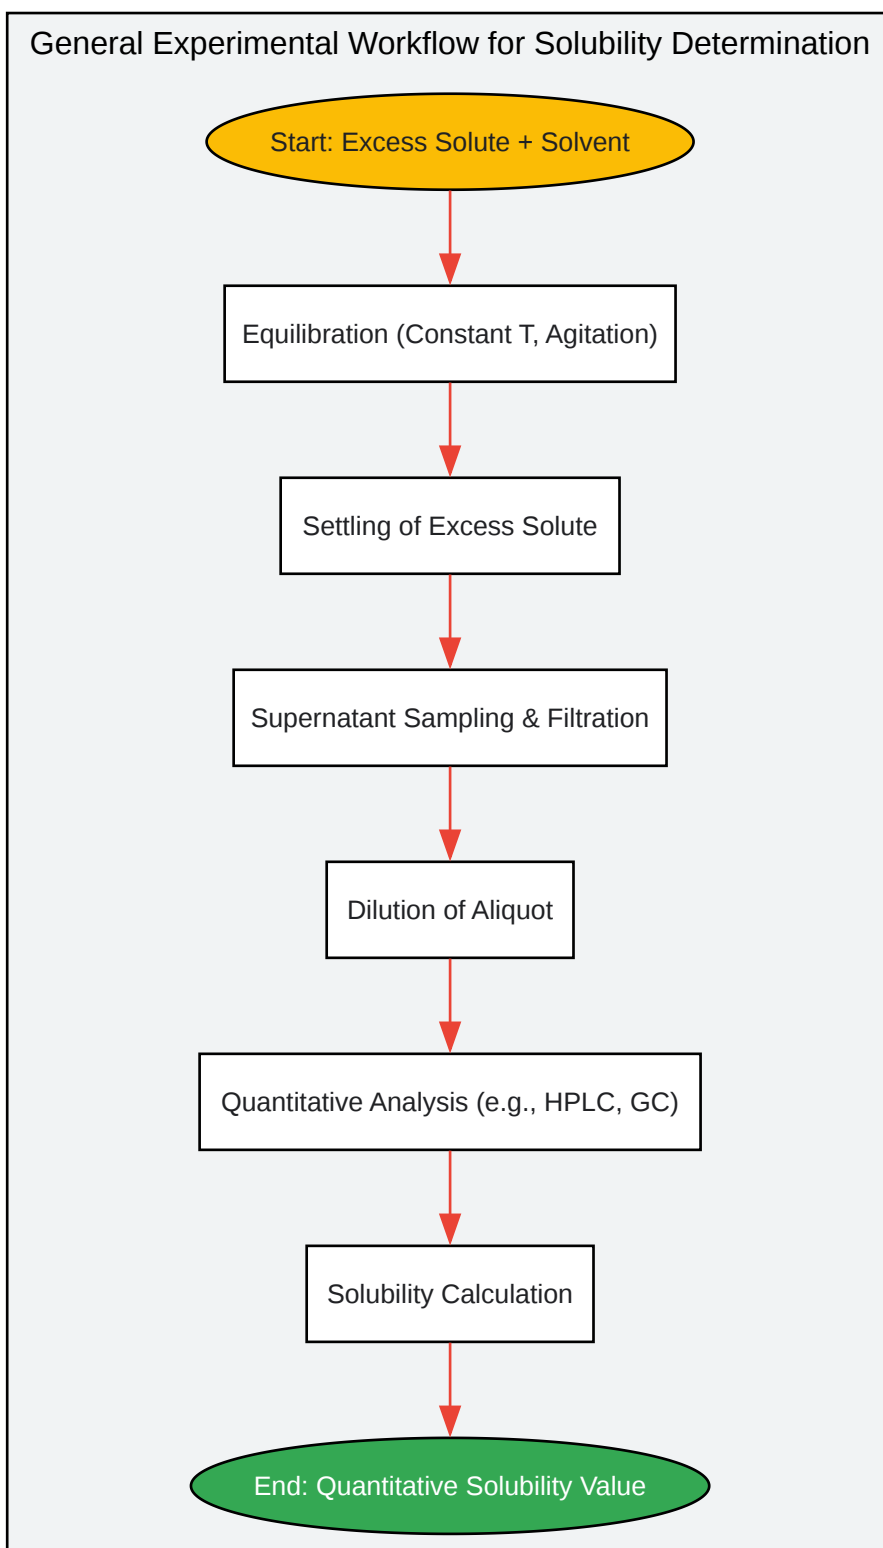 General Experimental Workflow for Solubility Determination
Start: Excess Solute + Solvent
Equilibration (Constant T, Agitation)
Settling of Excess Solute
Supernatant Sampling & Filtration
Dilution of Aliquot
Quantitative Analysis (e.g., HPLC, GC)
Solubility Calculation
End: Quantitative Solubility Value